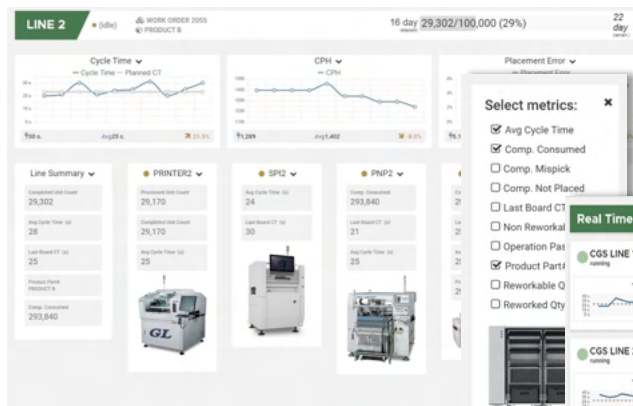 LINE 2
(idle)
WORK ORDER 2055
PRODUCT B
16 day 29,302/100,000 (29%)
22 day
Cycle Time
Cycle Time Planned CT
Avg25 s.
21.9%
CPH
CPH
1,289
Avg1,402
Placement Error
Placement Error
Line Summary
Completed Unit Count
29,302
Avg Cycle Time (s)
28
Last Board CT (s)
25
Product Part#
PRODUCT B
Comp. Consumed
293,840
PRINTER2
Processed Unit Count
29,170
Completed Unit Count
29,170
Avg Cycle Time (s)
25
GL
SPI2
Avg Cycle Time (s)
24
Last Board CT (s)
30
PNP2
Comp. Consumed
293,840
Last Board CT (s)
21
Avg Cycle Time (s)
25
Select metrics:
Avg Cycle Time
Comp. Consumed
Comp. Mispick
Comp. Not Placed
Last Board CT
Non Reworkal
Operation Pas
Product Part#
Reworkable Q
Reworked Qty
Real Time
CGS LINE
running
CGS LINE
running